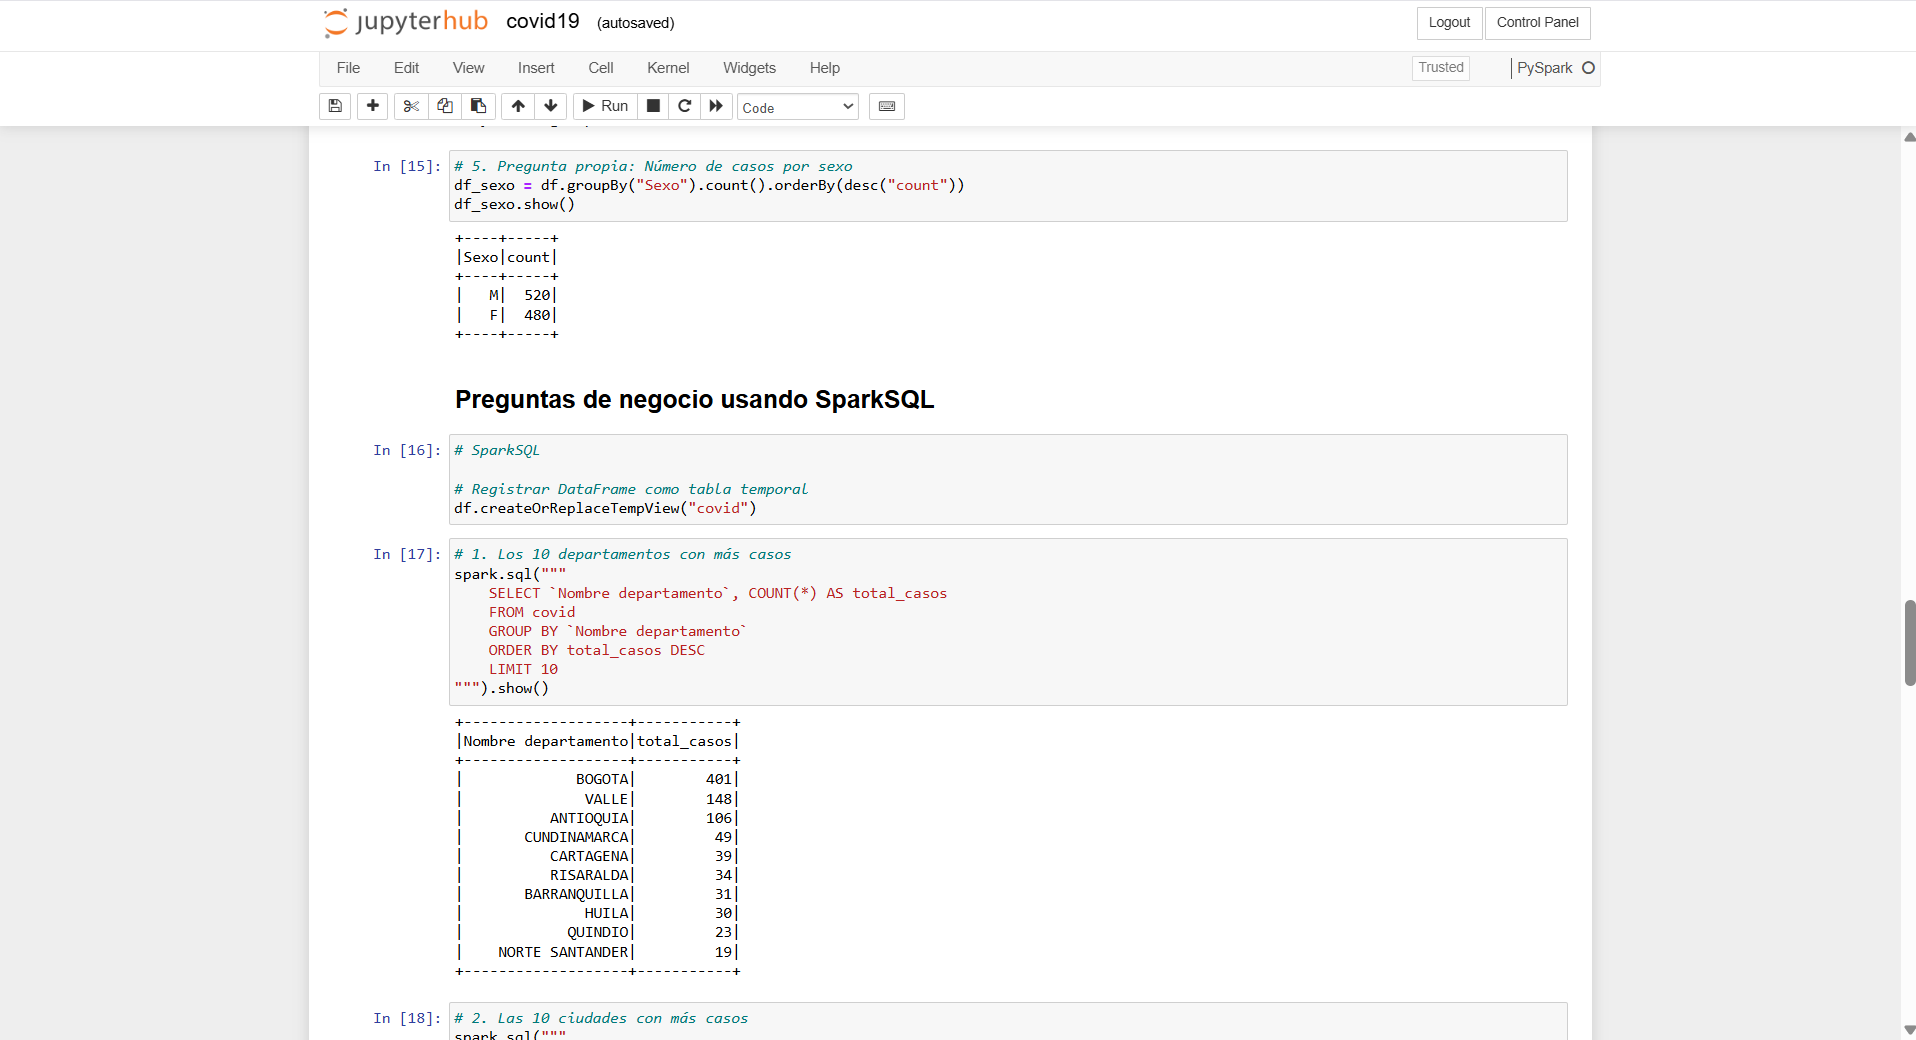 jupyterhub covid19 (autosaved) Logout Control Panel
File Edit View Insert Cell Kernel Widgets Help Trusted PySpark
Run Code
In [15]: # 5. Pregunta propia: Número de casos por sexo
df_sexo = df.groupBy("Sexo").count().orderBy(desc("count"))
df_sexo.show()
+----+-----+
|Sexo|count|
+----+-----+
|   M|  520|
|   F|  480|
+----+-----+
Preguntas de negocio usando SparkSQL
In [16]: # SparkSQL
# Registrar DataFrame como tabla temporal
df.createOrReplaceTempView("covid")
In [17]: # 1. Los 10 departamentos con más casos
spark.sql("""
    SELECT `Nombre departamento`, COUNT(*) AS total_casos
    FROM covid
    GROUP BY `Nombre departamento`
    ORDER BY total_casos DESC
    LIMIT 10
""").show()
+-------------------+-----------+
|Nombre departamento|total_casos|
+-------------------+-----------+
|             BOGOTA|        401|
|              VALLE|        148|
|          ANTIOQUIA|        106|
|       CUNDINAMARCA|         49|
|          CARTAGENA|         39|
|          RISARALDA|         34|
|       BARRANQUILLA|         31|
|              HUILA|         30|
|            QUINDIO|         23|
|    NORTE SANTANDER|         19|
+-------------------+-----------+
In [18]: # 2. Las 10 ciudades con más casos
spark.sql("""